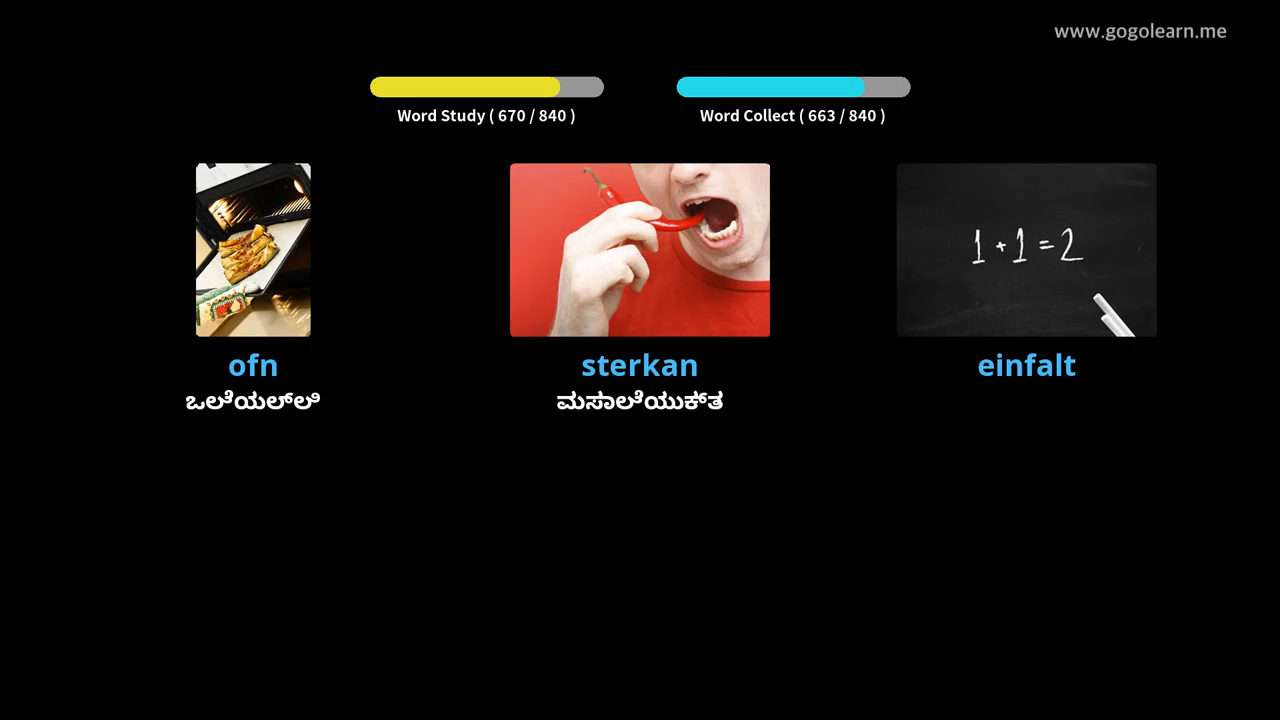 www.gogolearn.me
Word Study ( 670 / 840 )
Word Collect ( 663 / 840 )
1 + 1 = 2
ofn
sterkan
einfalt
ಒಲೆಯಲ್ಲಿ
ಮಸಾಲೆಯುಕ್ತ